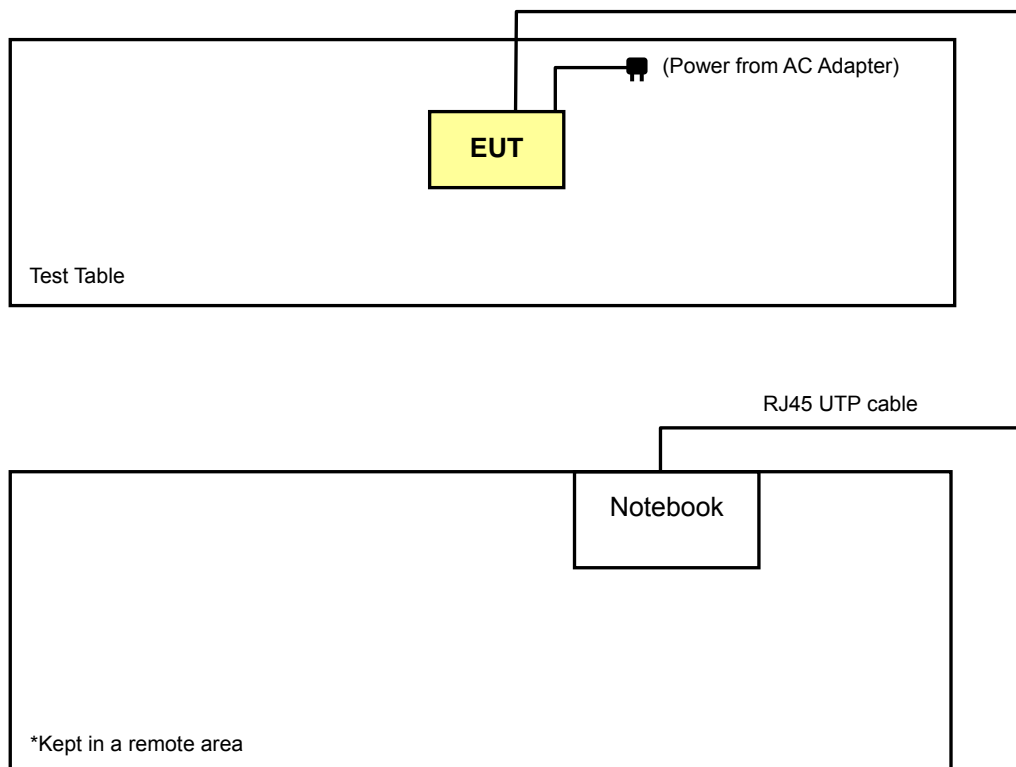 (Power from AC Adapter)
EUT
Test Table
RJ45 UTP cable
Notebook
*Kept in a remote area